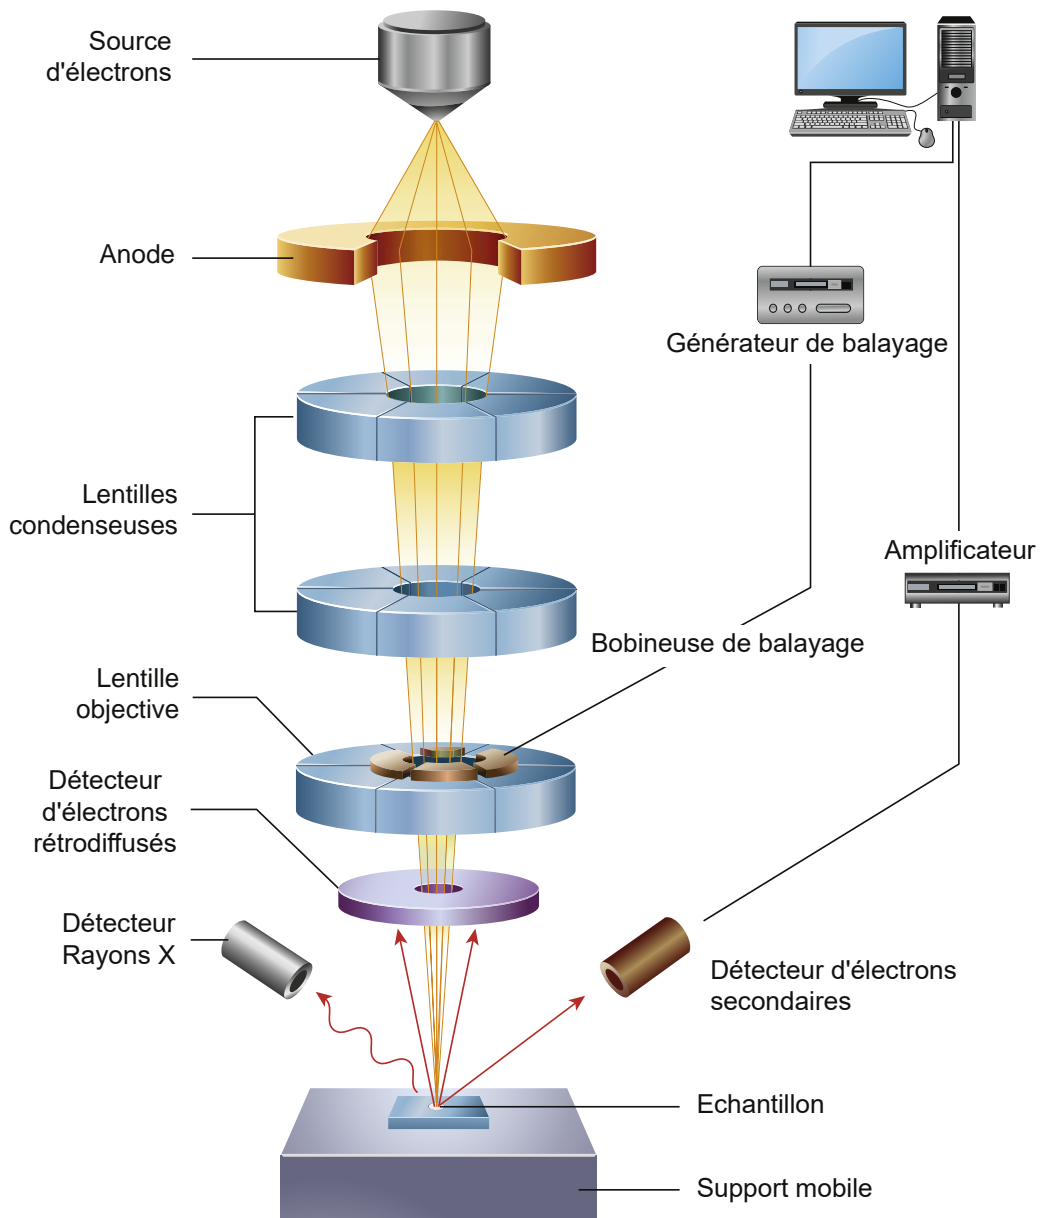 Source
d'électrons
Anode
Générateur de balayage
Lentilles
condenseuses
Amplificateur
Bobineuse de balayage
Lentille
objective
Détecteur
d'électrons
rétrodiffusés
Détecteur
Rayons X
Détecteur d'électrons
secondaires
Echantillon
Support mobile